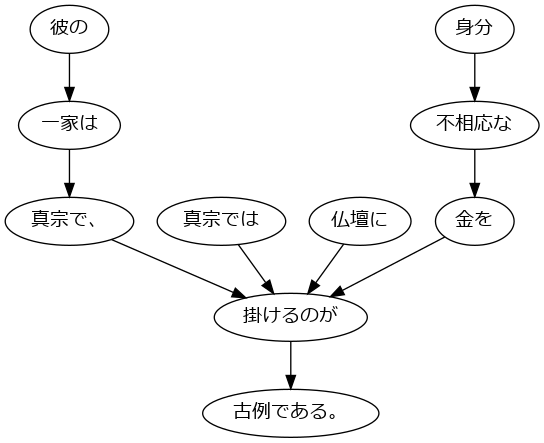 彼の
身分
一家は
不相応な
真宗で、
真宗では
仏壇に
金を
掛けるのが
古例である。